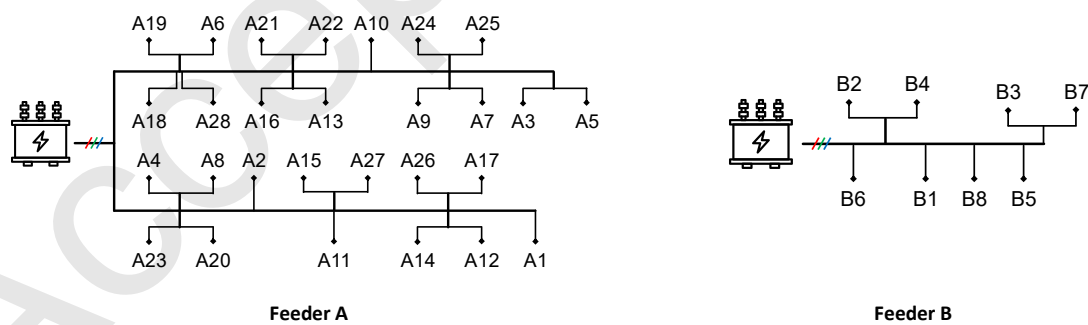 A19 A6 A21 A22 A10 A24 A25
A18 A28 A16 A13 A9 A7 A3 A5
A4 A8 A2 A15 A27 A26 A17
A23 A20 A11 A14 A12 A1
Feeder A
B2 B4 B3 B7
B6 B1 B8 B5
Feeder B